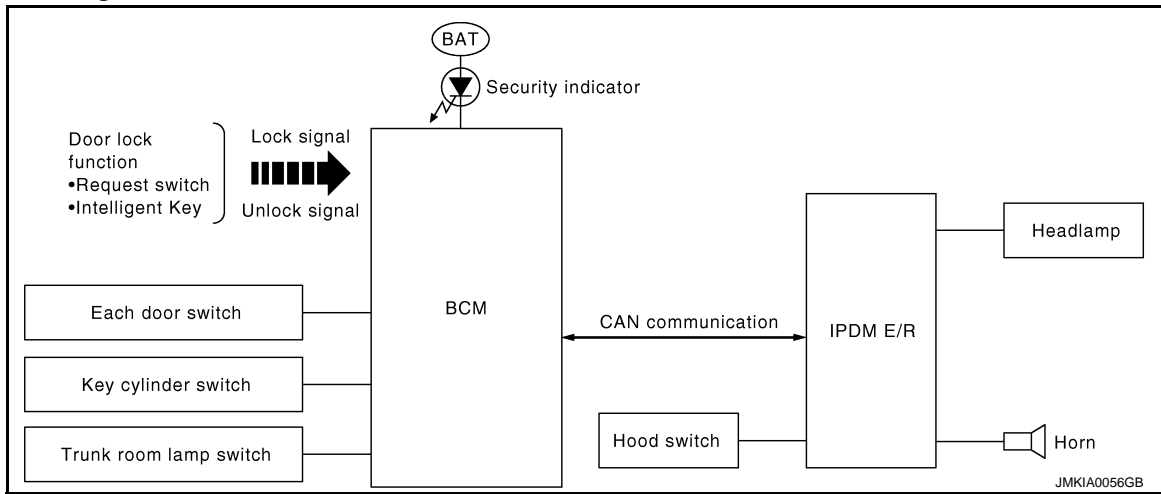 BAT
Security indicator
Door lock
function
•Request switch
•Intelligent Key
Lock signal
Unlock signal
Each door switch
Key cylinder switch
Trunk room lamp switch
BCM
CAN communication
IPDM E/R
Hood switch
Headlamp
Horn
JMKIA0056GB